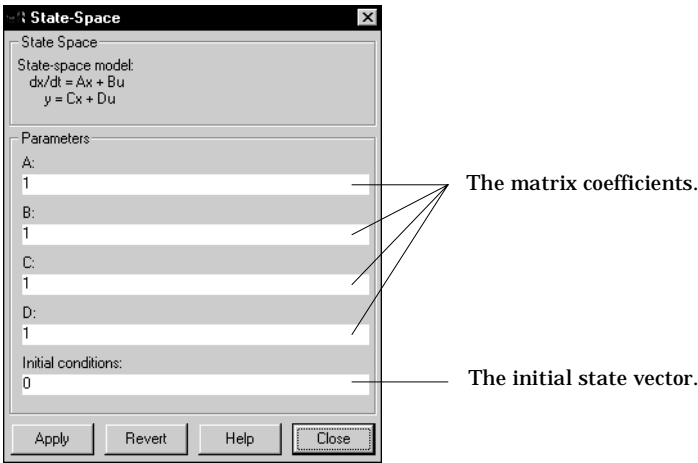 State-Space
State Space
State-space model:
dx/dt = Ax + Bu
y = Cx + Du
Parameters
A:
1
The matrix coefficients.
B:
1
C:
1
D:
1
Initial conditions:
0
The initial state vector.
Apply Revert Help Close